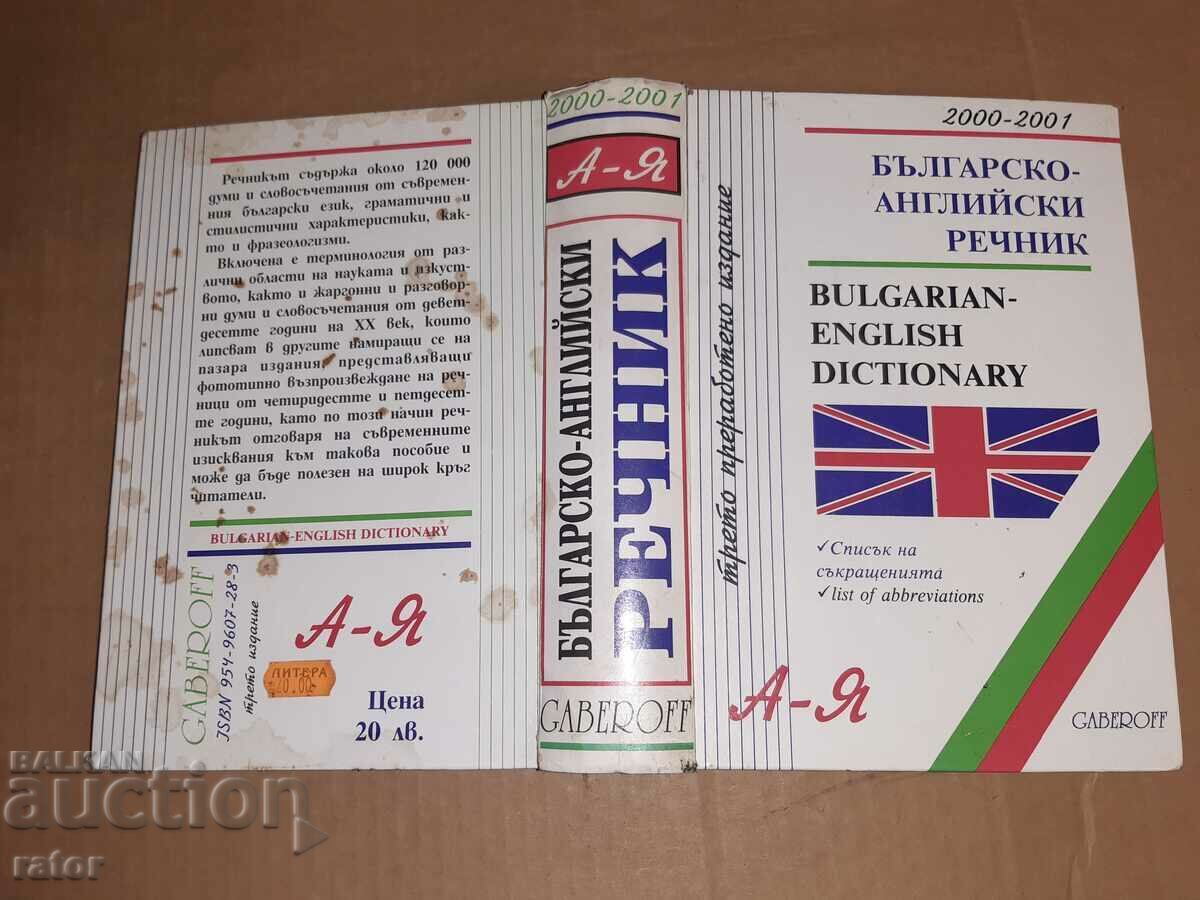 Речникът съдържа около 120 000
думи и словосъчетания от съвремен-
ния български език, граматични и
стилистични характеристики, как-
то и фразеологизми.
Включена е терминология от раз-
лични области на науката и изкуст-
вото, както и жаргонни и разговор-
ни думи и словосъчетания от девет-
десетте години на XX век, които
липсват в другите намиращи се на
пазара издания, представляващи
фототипно възпроизвеждане на реч-
ници от четиридесетте и петдесет-
те години, като по този начин реч-
никът отговаря на съвременните
изисквания към такова пособие и
може да бъде полезен на широк кръг
читатели.
BULGARIAN-ENGLISH DICTIONARY
GABEROFF
ISBN 954-9607-28-3
трето издание
А-Я
ЛИТЕРА
20.00
Цена
20 лв.
2000-2001
А-Я
БЪЛГАРСКО-АНГЛИЙСКИ
РЕЧНИК
GABEROFF
трето преработено издание
2000-2001
БЪЛГАРСКО-
АНГЛИЙСКИ
РЕЧНИК
BULGARIAN-
ENGLISH
DICTIONARY
✓Списък на
съкращенията
✓list of abbreviations
А-Я
GABEROFF
BALKAN
auction
rator